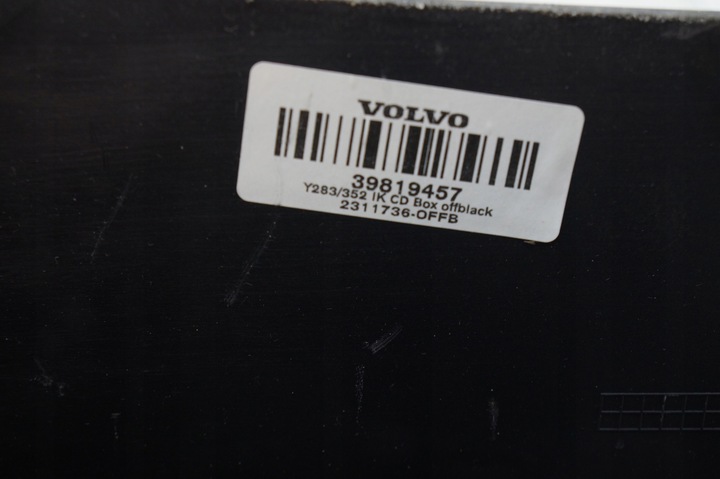 VOLVO
39819457
Y283/352 IK CD Box offblack
2311736-OFFB